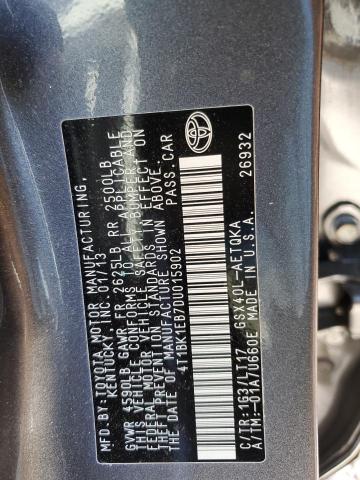 MFD.BY:TOYOTA MOTOR MANUFACTURING,
KENTUCKY, INC. 01/13
GVWR 4590LB GAWR FR 2625LB RR 2500LB
THIS VEHICLE CONFORMS TO ALL APPLICABLE
FEDERAL MOTOR VEHICLE SAFETY, BUMPER AND
THEFT PREVENTION STANDARDS IN EFFECT ON
THE DATE OF MANUFACTURE SHOWN ABOVE.
4T1BK1EB7DU015902 PASS.CAR
C/TR:1G3/LT17 GSX40L-AETQKA
A/TM:-01A/U660E MADE IN U.S.A. 26932
TOYOTA